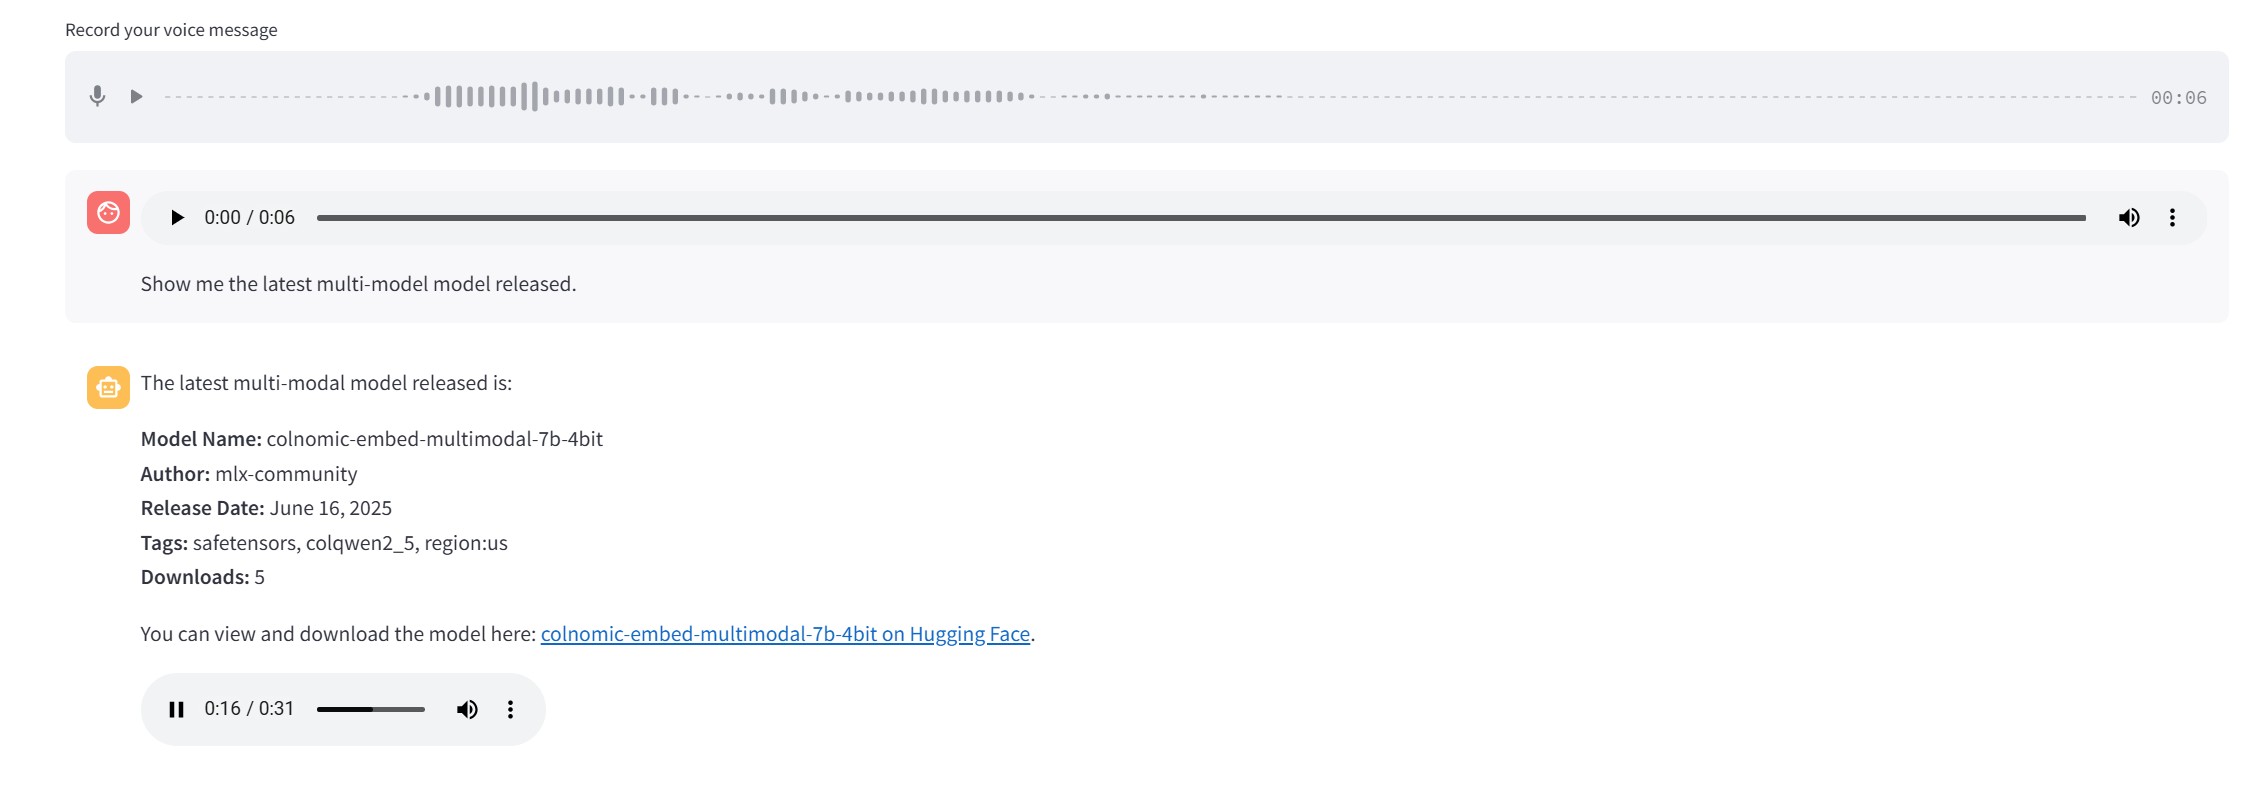 Record your voice message
00:06
0:00 / 0:06
Show me the latest multi-model model released.
The latest multi-modal model released is:
Model Name: colnomic-embed-multimodal-7b-4bit
Author: mlx-community
Release Date: June 16, 2025
Tags: safetensors, colqwen2_5, region:us
Downloads: 5
You can view and download the model here: colnomic-embed-multimodal-7b-4bit on Hugging Face.
0:16 / 0:31